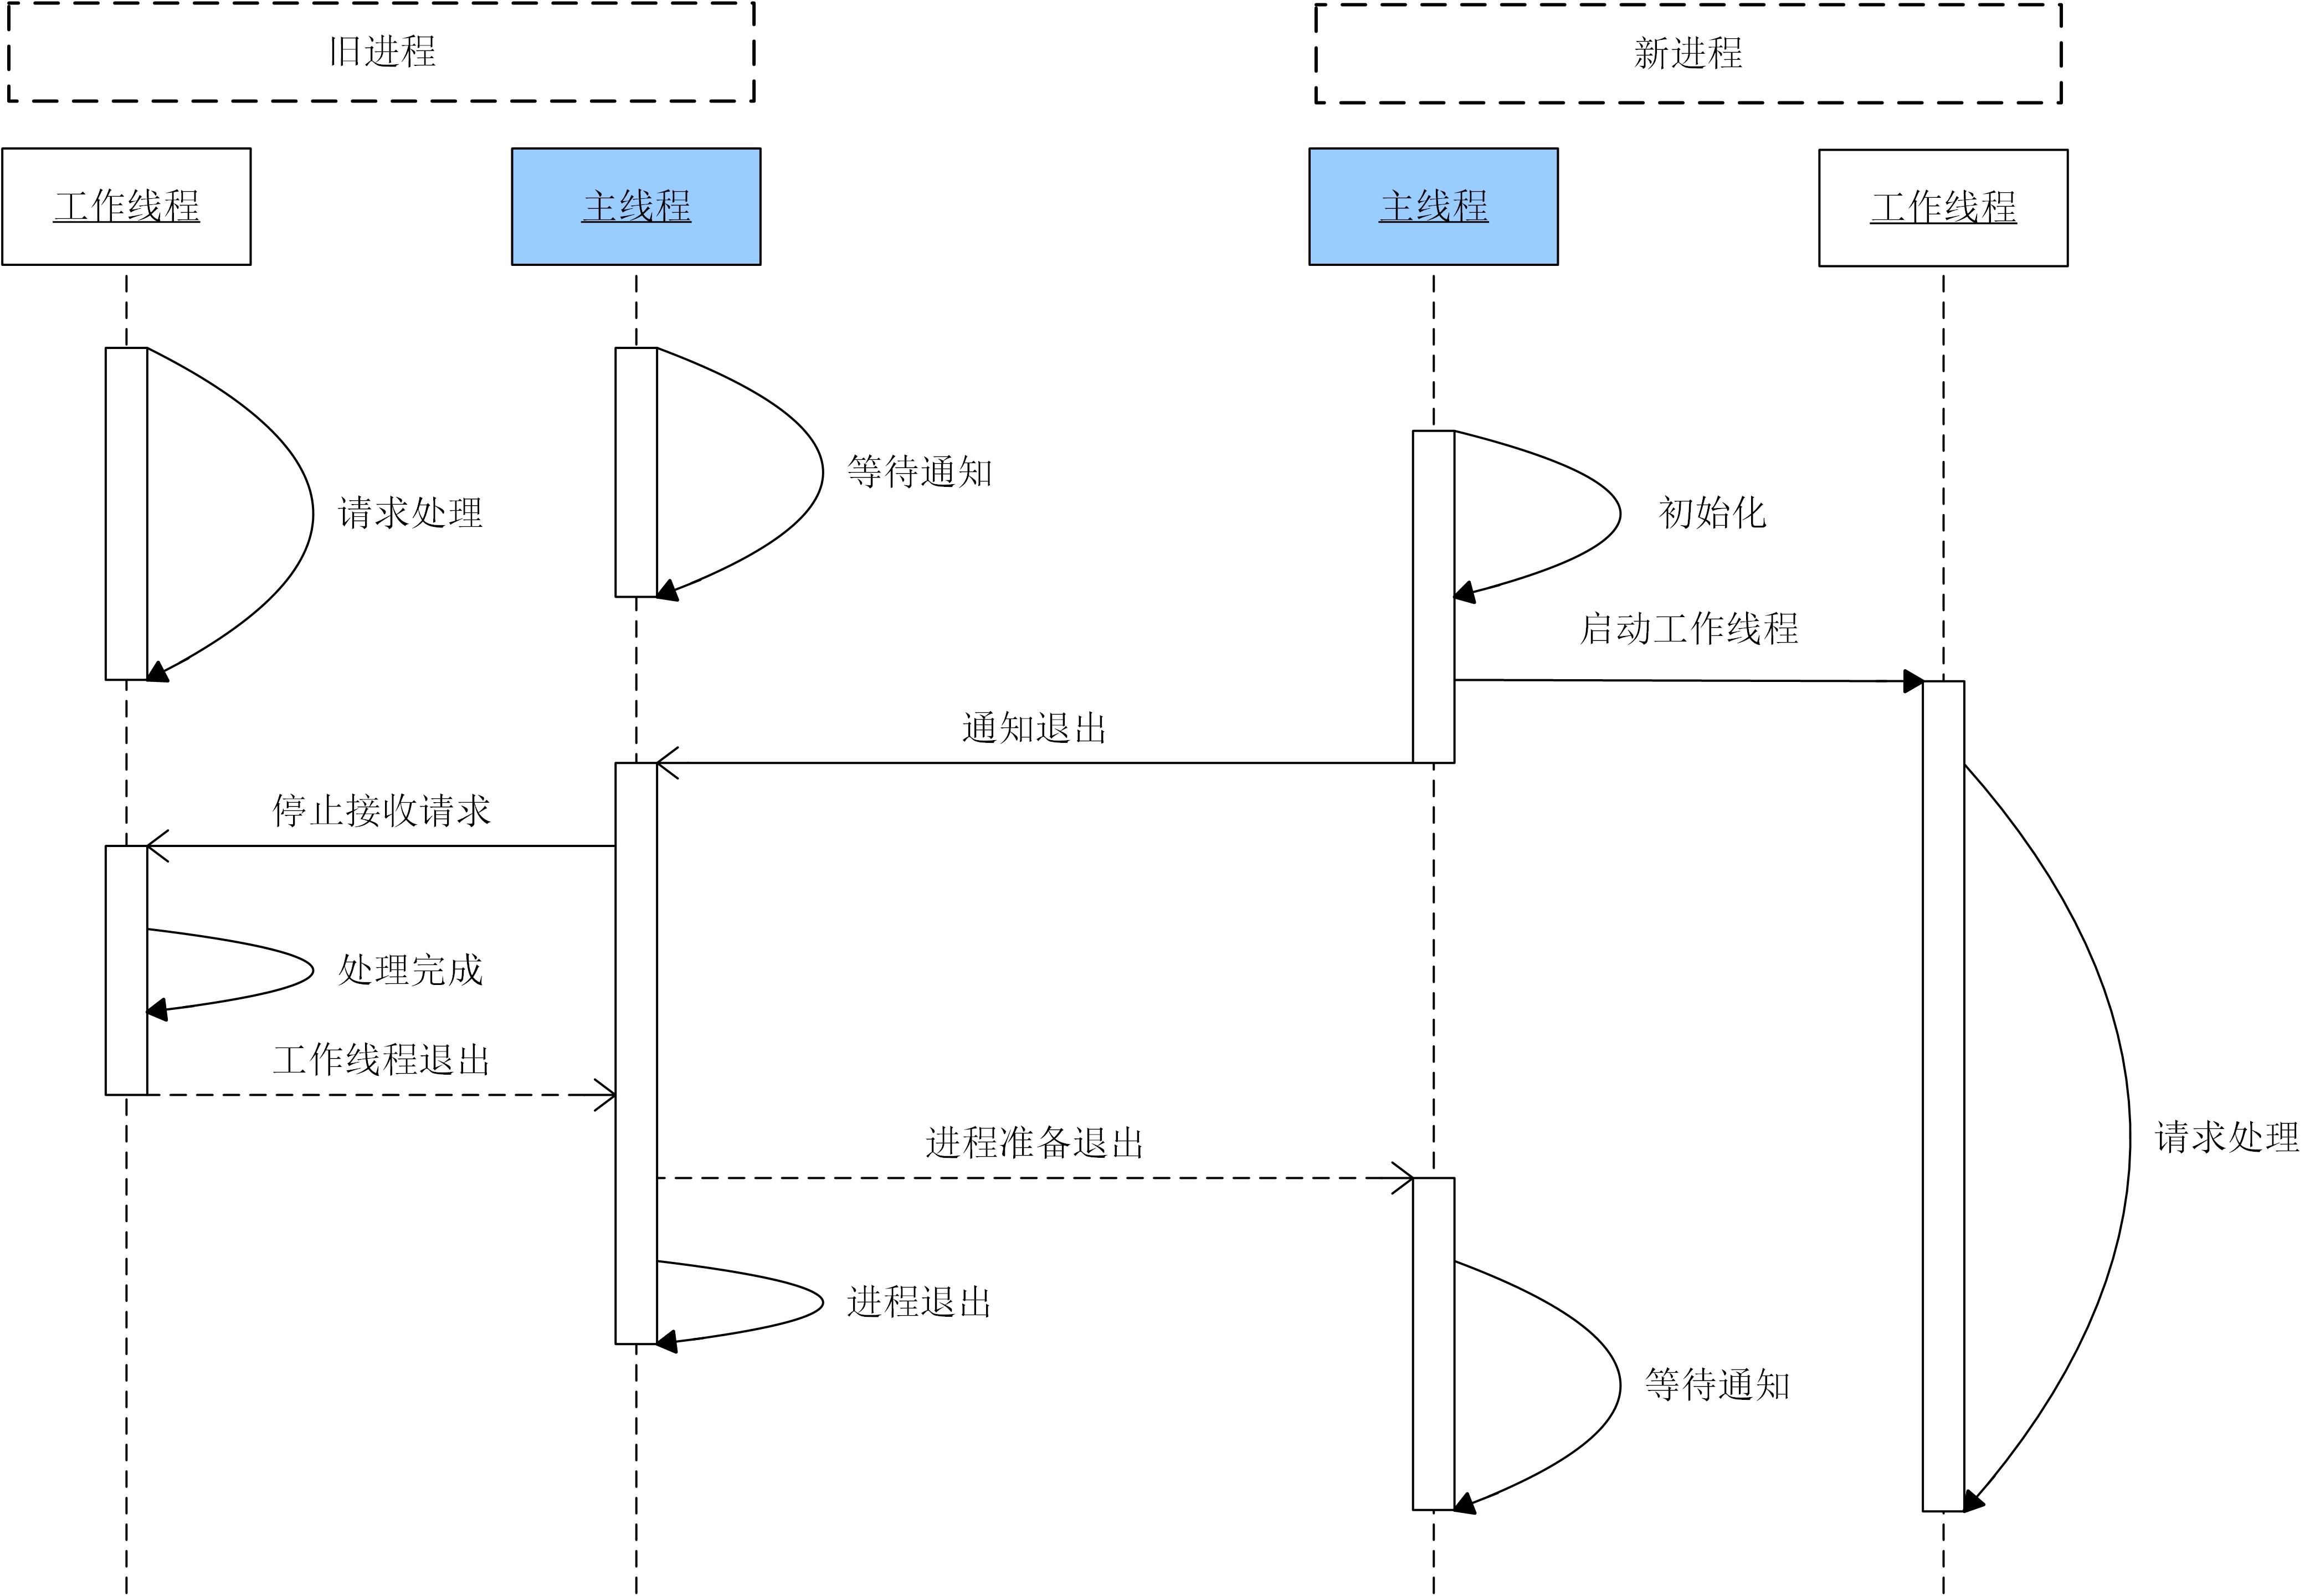 旧进程
新进程
工作线程
主线程
主线程
工作线程
等待通知
请求处理
初始化
启动工作线程
通知退出
停止接收请求
处理完成
工作线程退出
进程准备退出
请求处理
进程退出
等待通知